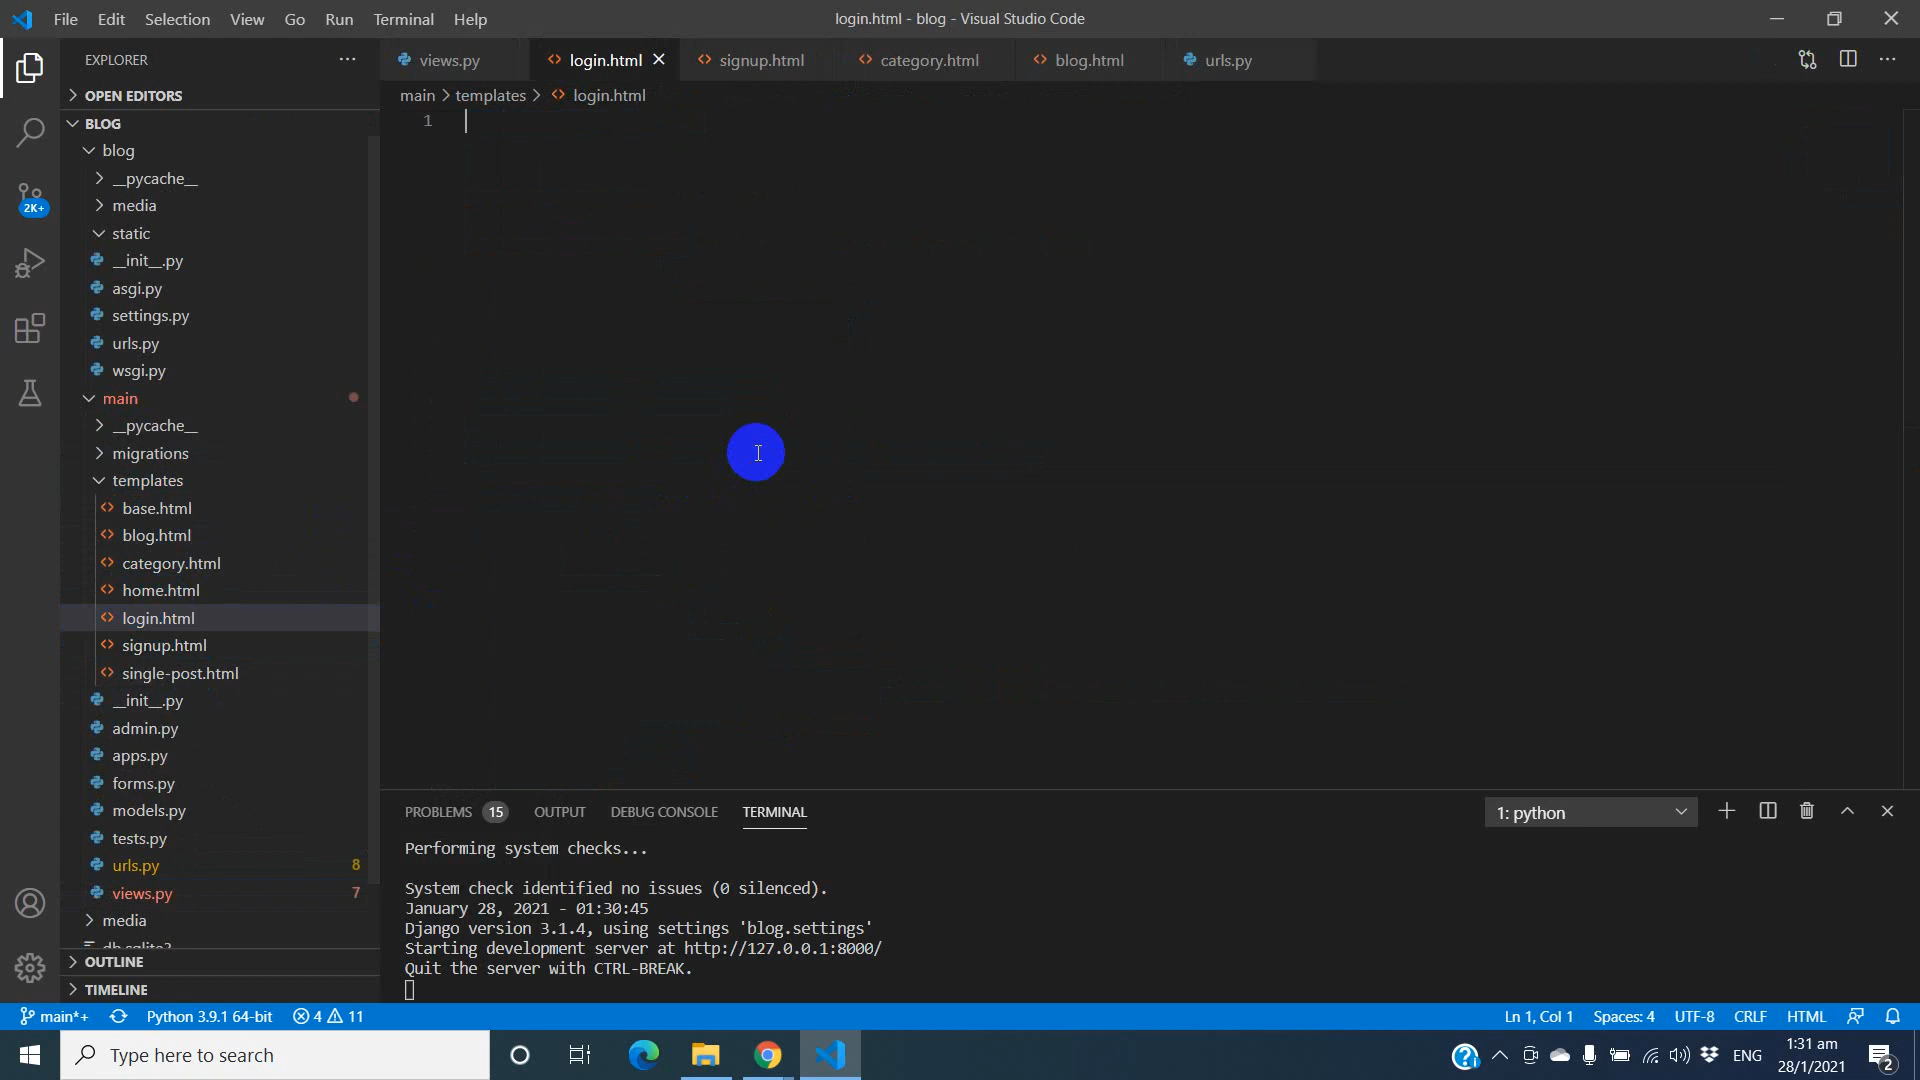 File Edit Selection View Go Run Terminal Help
login.html - blog - Visual Studio Code
EXPLORER
views.py login.html signup.html category.html blog.html urls.py
OPEN EDITORS
main > templates > login.html
BLOG
1
blog
__pycache__
media
static
__init__.py
asgi.py
settings.py
urls.py
wsgi.py
main
__pycache__
migrations
templates
base.html
blog.html
category.html
home.html
login.html
signup.html
single-post.html
__init__.py
admin.py
apps.py
forms.py
models.py
tests.py
urls.py 8
views.py 7
media
db.sqlite3
OUTLINE
TIMELINE
2K+
PROBLEMS 15 OUTPUT DEBUG CONSOLE TERMINAL
1: python
Performing system checks...
System check identified no issues (0 silenced).
January 28, 2021 - 01:30:45
Django version 3.1.4, using settings 'blog.settings'
Starting development server at http://127.0.0.1:8000/
Quit the server with CTRL-BREAK.
main*+ Python 3.9.1 64-bit 4 11
Ln 1, Col 1 Spaces: 4 UTF-8 CRLF HTML
Type here to search
ENG
1:31 am
28/1/2021
2